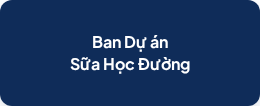 Ban Dự án
Sữa Học Đường